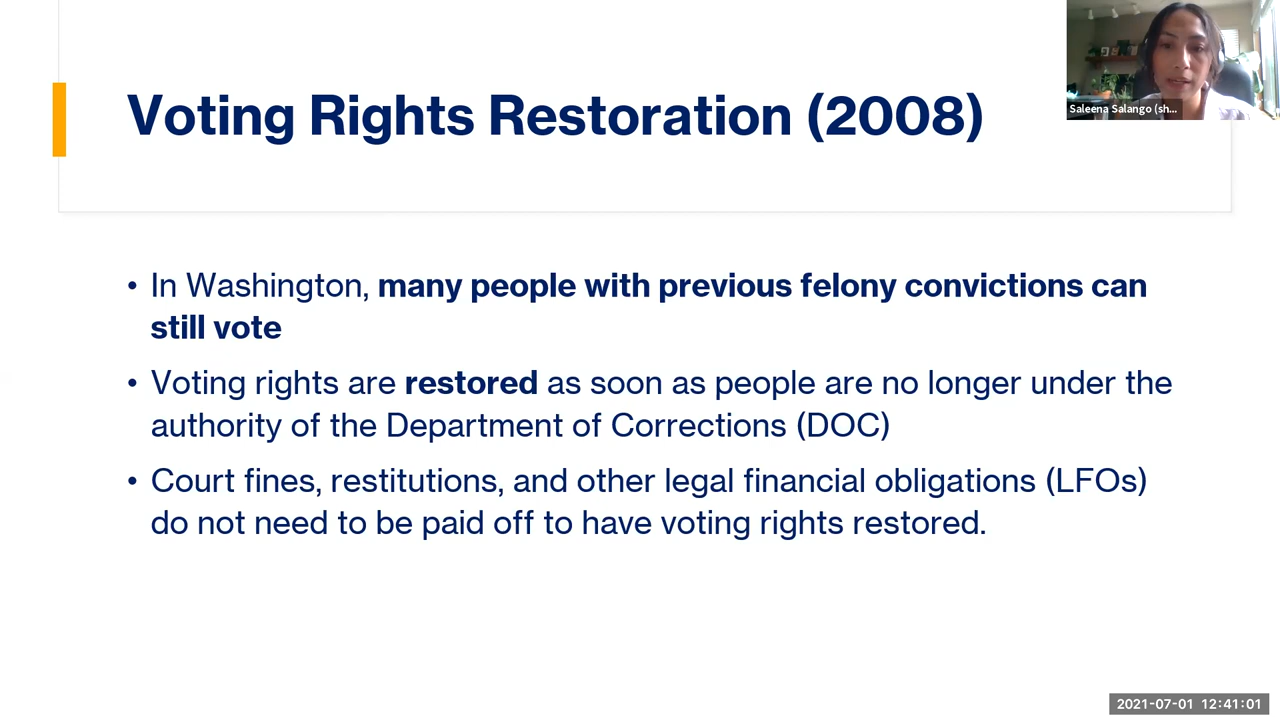 Voting Rights Restoration (2008)
Saleena Salango (sh...
• In Washington, many people with previous felony convictions can
still vote
• Voting rights are restored as soon as people are no longer under the
authority of the Department of Corrections (DOC)
• Court fines, restitutions, and other legal financial obligations (LFOs)
do not need to be paid off to have voting rights restored.
2021-07-01 12:41:01